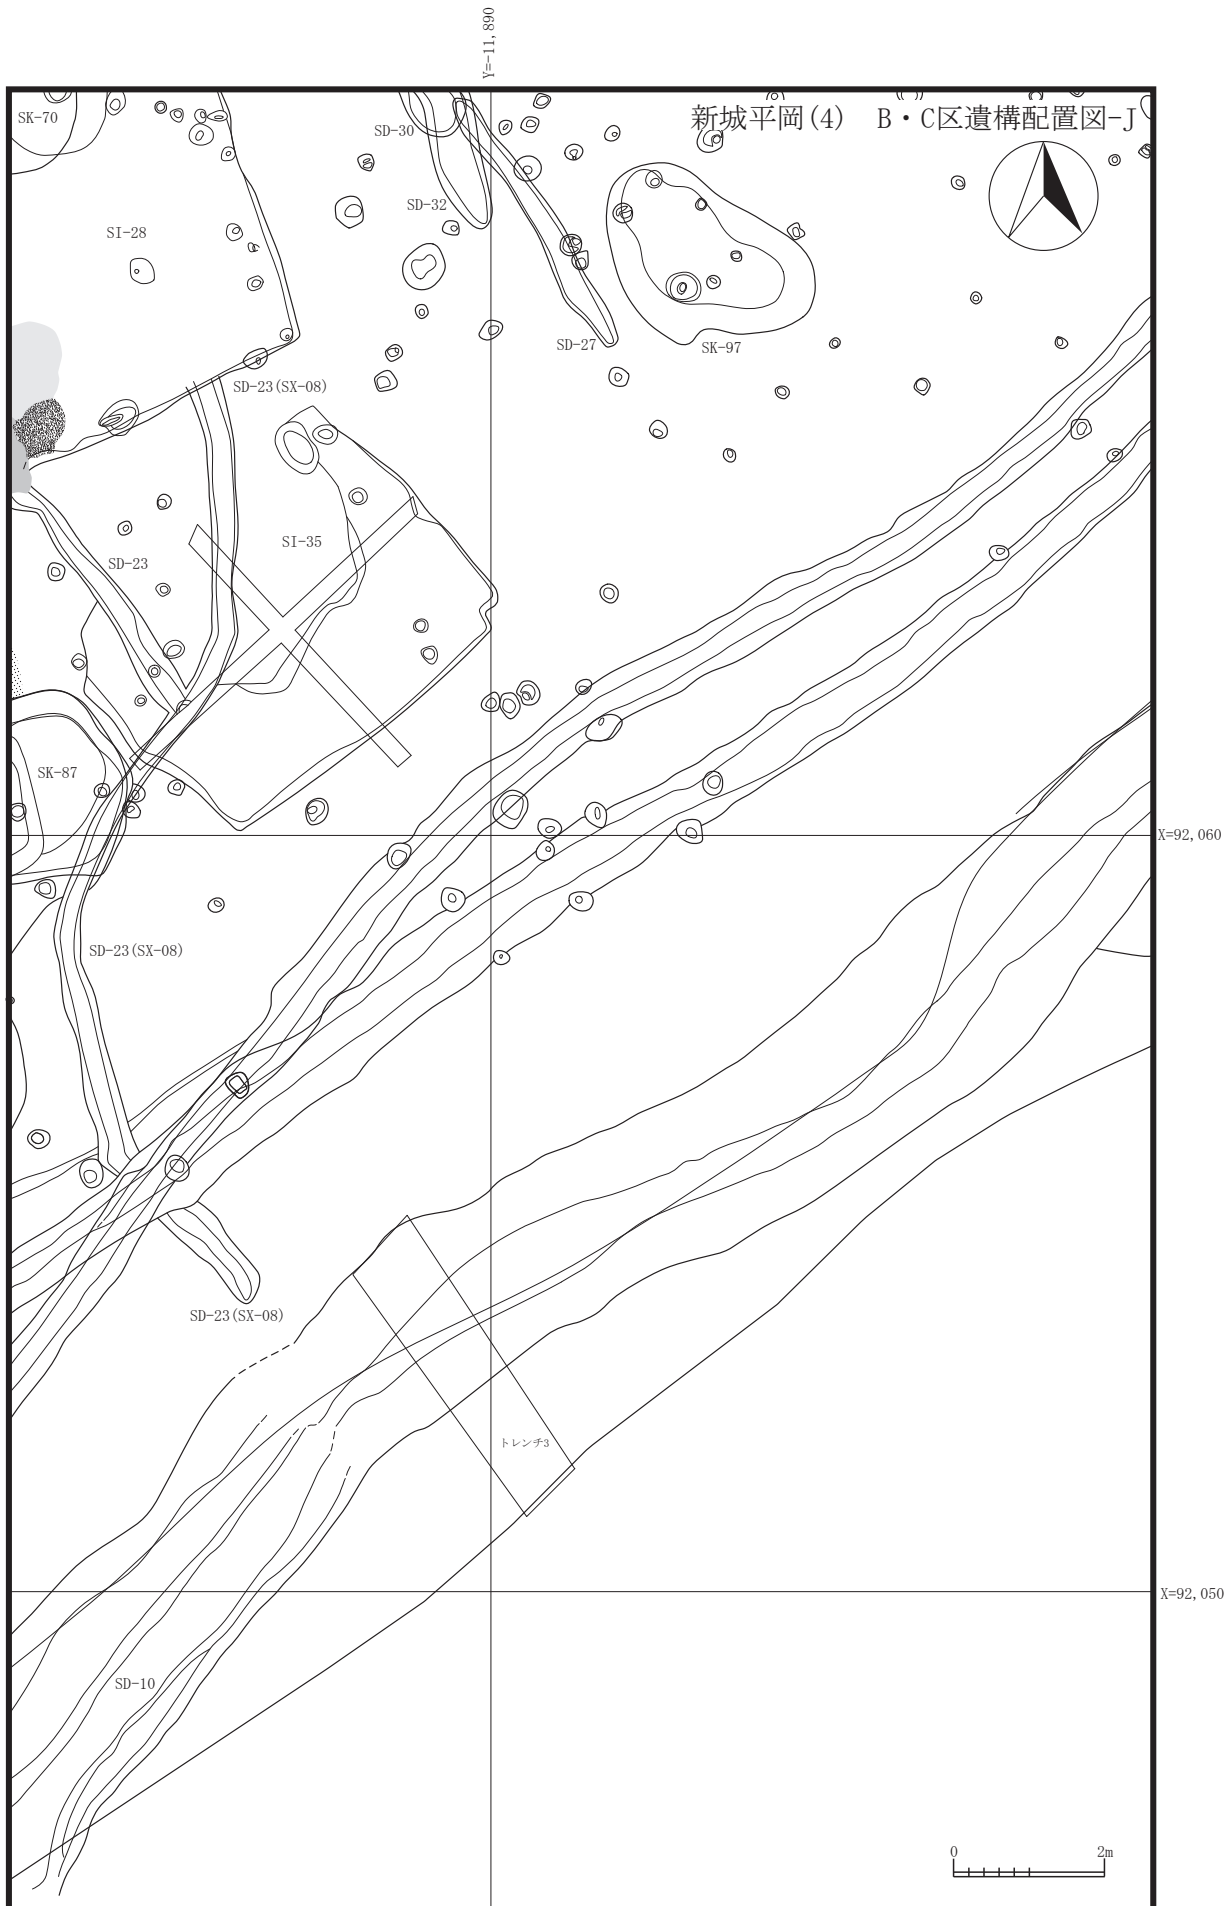 Y=-11,890
新城平岡(4) B・C区遺構配置図-J
SK-70
SD-30
SD-32
SI-28
SD-27
SK-97
SD-23(SX-08)
SI-35
SD-23
SK-87
X=92,060
SD-23(SX-08)
SD-23(SX-08)
トレンチ3
X=92,050
SD-10
0 2m